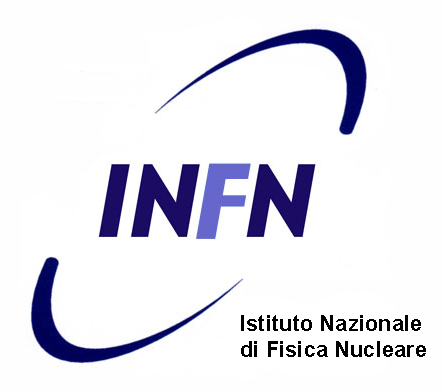 INFN
Istituto Nazionale
di Fisica Nucleare